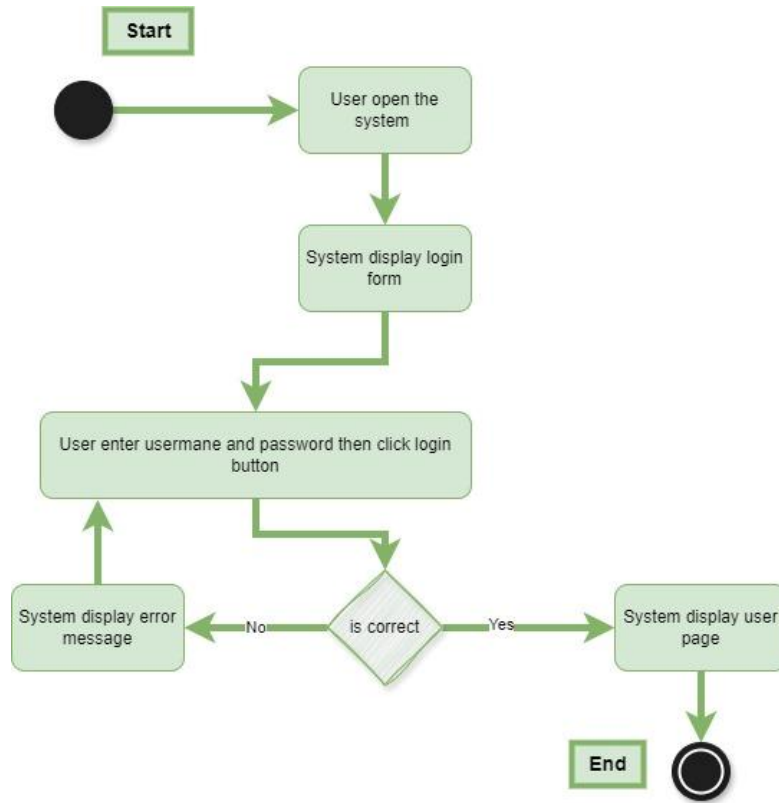 Start
User open the
system
System display login
form
User enter usermane and password then click login
button
System display error
message
No
is correct
Yes
System display user
page
End